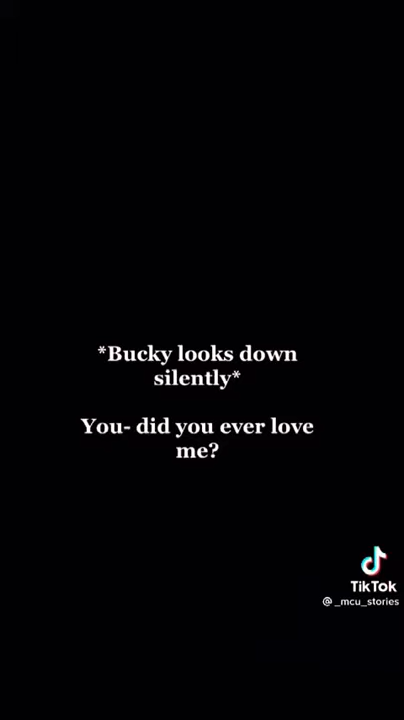 *Bucky looks down
silently*
You- did you ever love
me?
TikTok
@_mcu_stories